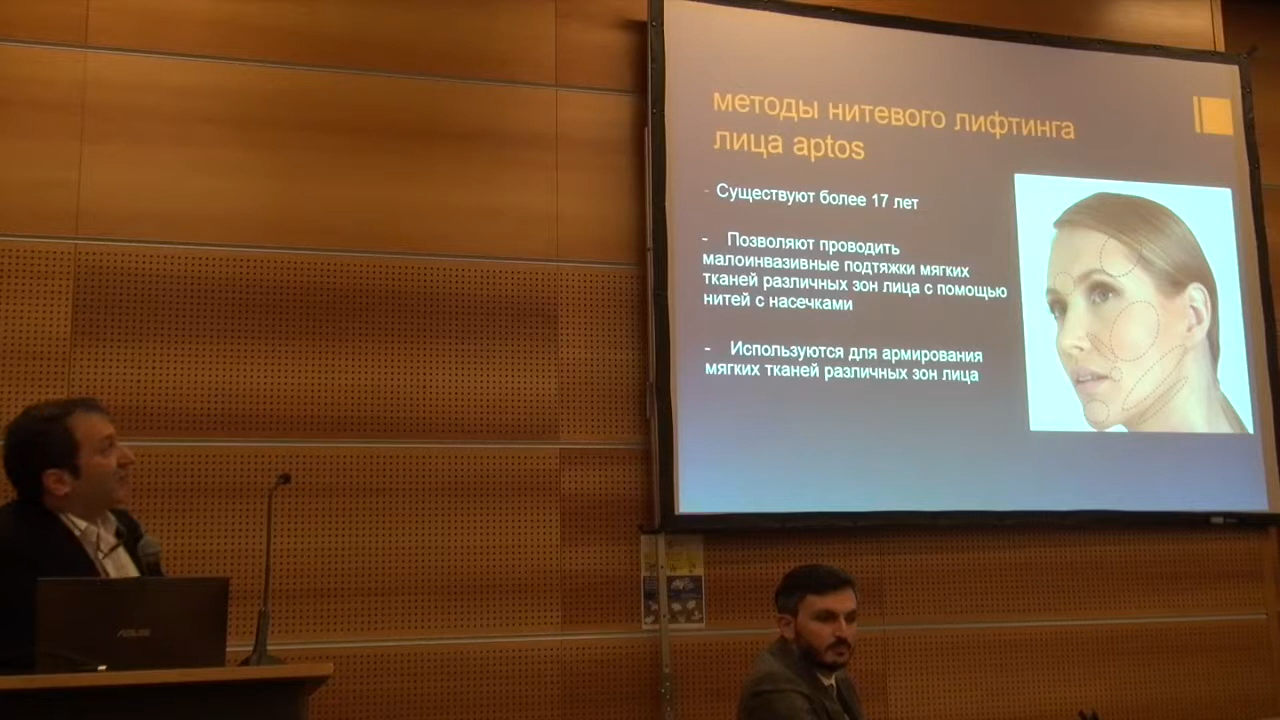 методы нитевого лифтинга
лица aptos
- Существуют более 17 лет
- Позволяют проводить
малоинвазивные подтяжки мягких
тканей различных зон лица с помощью
нитей с насечками
- Используются для армирования
мягких тканей различных зон лица
ASUS